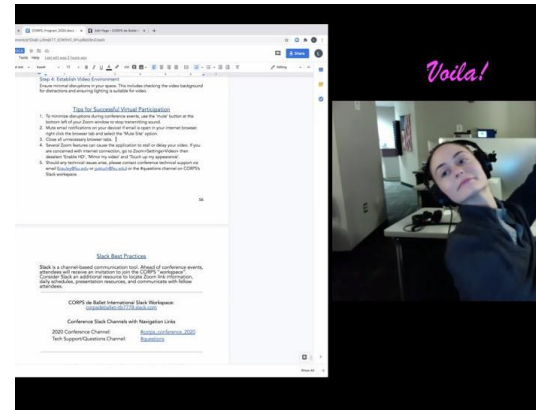 Voila!
Tools Help
Share
Editing
Step 4: Establish Video Environment
Ensure minimal disruptions in your space. This includes checking the video background
for distractions and ensuring lighting is suitable for video.
Tips for Successful Virtual Participation
1. To minimize disruptions during conference events, use the 'mute' button at the
bottom left of your Zoom window to stop transmitting sound.
2. Mute email notifications on your device! If email is open in your internet browser,
right click the browser tab and select the 'Mute Site' option.
3. Close all unnecessary browser tabs.
4. Several Zoom features can cause the application to stall or delay your video. If you
are concerned with internet connection, go to Zoom>Settings>Video> then
deselect 'Enable HD', 'Mirror my video' and 'Touch up my appearance'.
5. Should any technical issues arise, please contact conference technical support via
or the #questions channel on CORPS's
Slack workspace.
Slack Best Practices
Slack is a channel-based communication tool. Ahead of conference events,
attendees will receive an invitation to join the CORPS "workspace".
Consider Slack an additional resource to locate Zoom link information,
daily schedules, presentation resources, and communicate with fellow
attendees.
CORPS de Ballet International Slack Workspace:
Conference Slack Channels with Navigation Links
2020 Conference Channel: #corps_conference_2020
Tech Support/Questions Channel: #questions
Show All